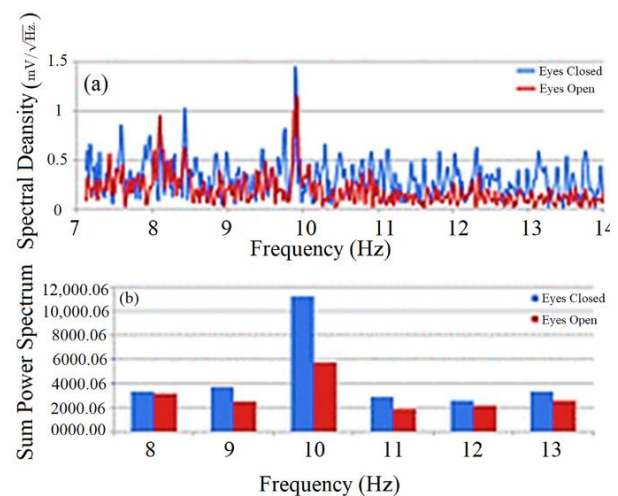 1.5
(a)
Eyes Closed
Eyes Open
1
0.5
0
Spectral Deansity (mV/√Hz.
7 8 9 10 11 12 13 14
Frequency (Hz)
12,000.06
(b)
Eyes Closed
Eyes Open
10,000.06
8000.06
6000.06
4000.06
2000.06
0000.00
Sum Power Spectrum
8 9 10 11 12 13
Frequency (Hz)